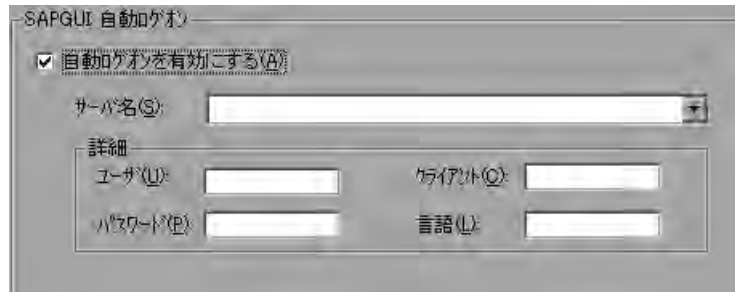 SAPGUI 自動ログオン
自動ログオンを有効にする(A)
サーバ名(S):
詳細
ユーザ(U):
クライアント(C):
パスワード(P):
言語(L):